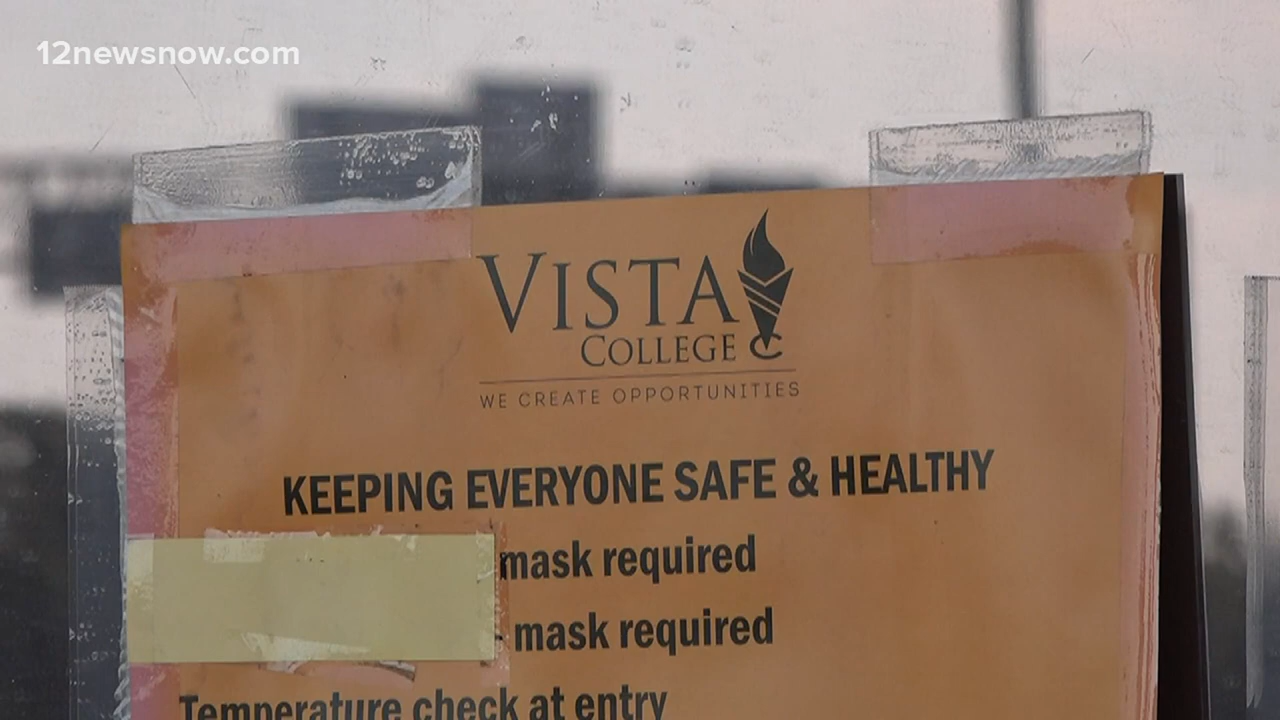 12newsnow.com
VISTA
COLLEGE
WE CREATE OPPORTUNITIES
KEEPING EVERYONE SAFE & HEALTHY
mask required
- mask required
Temperature check at entry